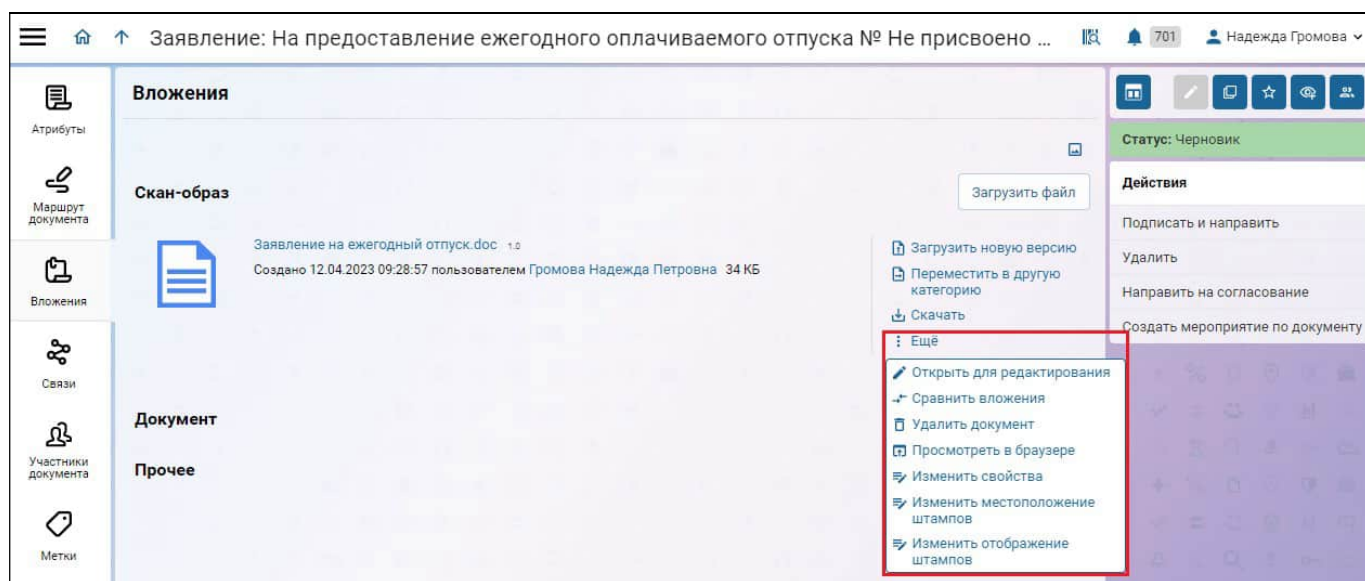 Заявление: На предоставление ежегодного оплачиваемого отпуска № Не присвоено ...
701
Надежда Громова
Атрибуты
Маршрут
документа
Вложения
Связи
Участники
документа
Метки
Вложения
Скан-образ
Загрузить файл
Заявление на ежегодный отпуск.doc 1.0
Создано 12.04.2023 09:28:57 пользователем Громова Надежда Петровна 34 КБ
Загрузить новую версию
Переместить в другую
категорию
Скачать
Ещё
Открыть для редактирования
Сравнить вложения
Удалить документ
Просмотреть в браузере
Изменить свойства
Изменить местоположение
штампов
Изменить отображение
штампов
Документ
Прочее
Статус: Черновик
Действия
Подписать и направить
Удалить
Направить на согласование
Создать мероприятие по документу